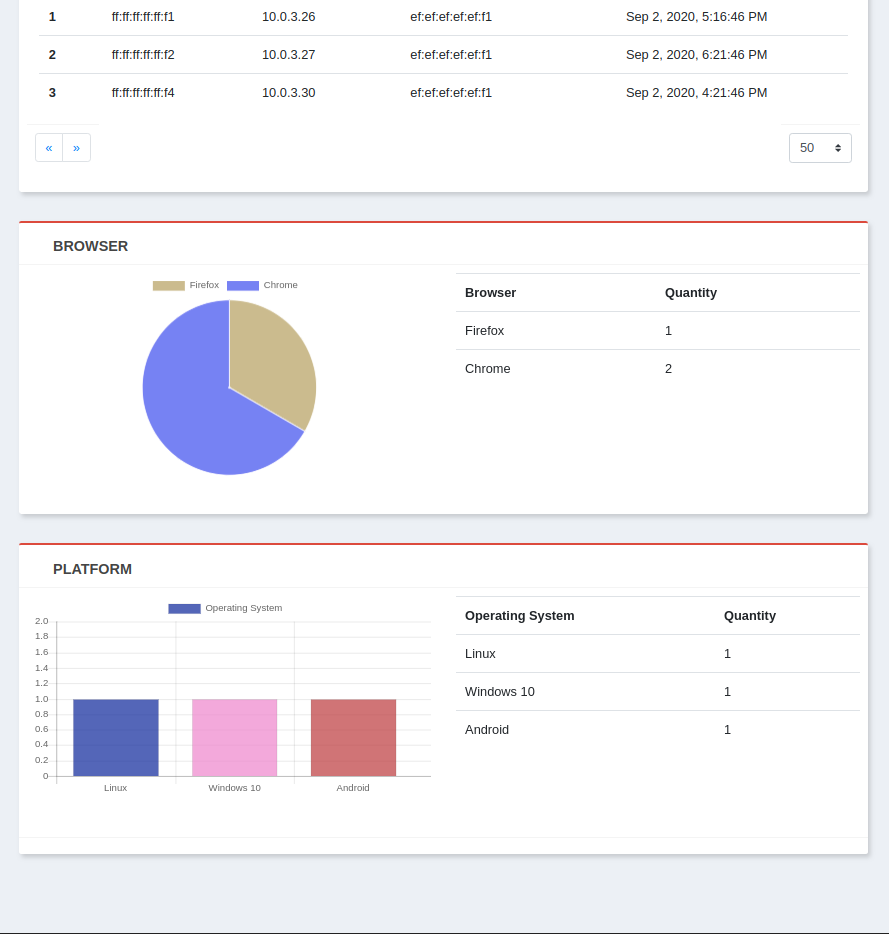 1 ff:ff:ff:ff:ff:f1 10.0.3.26 ef:ef:ef:ef:ef:f1 Sep 2, 2020, 5:16:46 PM
2 ff:ff:ff:ff:ff:f2 10.0.3.27 ef:ef:ef:ef:ef:f1 Sep 2, 2020, 6:21:46 PM
3 ff:ff:ff:ff:ff:f4 10.0.3.30 ef:ef:ef:ef:ef:f1 Sep 2, 2020, 4:21:46 PM
« » 50
BROWSER
Firefox Chrome
Browser Quantity
Firefox 1
Chrome 2
PLATFORM
Operating System
2.0
1.8
1.6
1.4
1.2
1.0
0.8
0.6
0.4
0.2
0
Linux Windows 10 Android
Operating System Quantity
Linux 1
Windows 10 1
Android 1